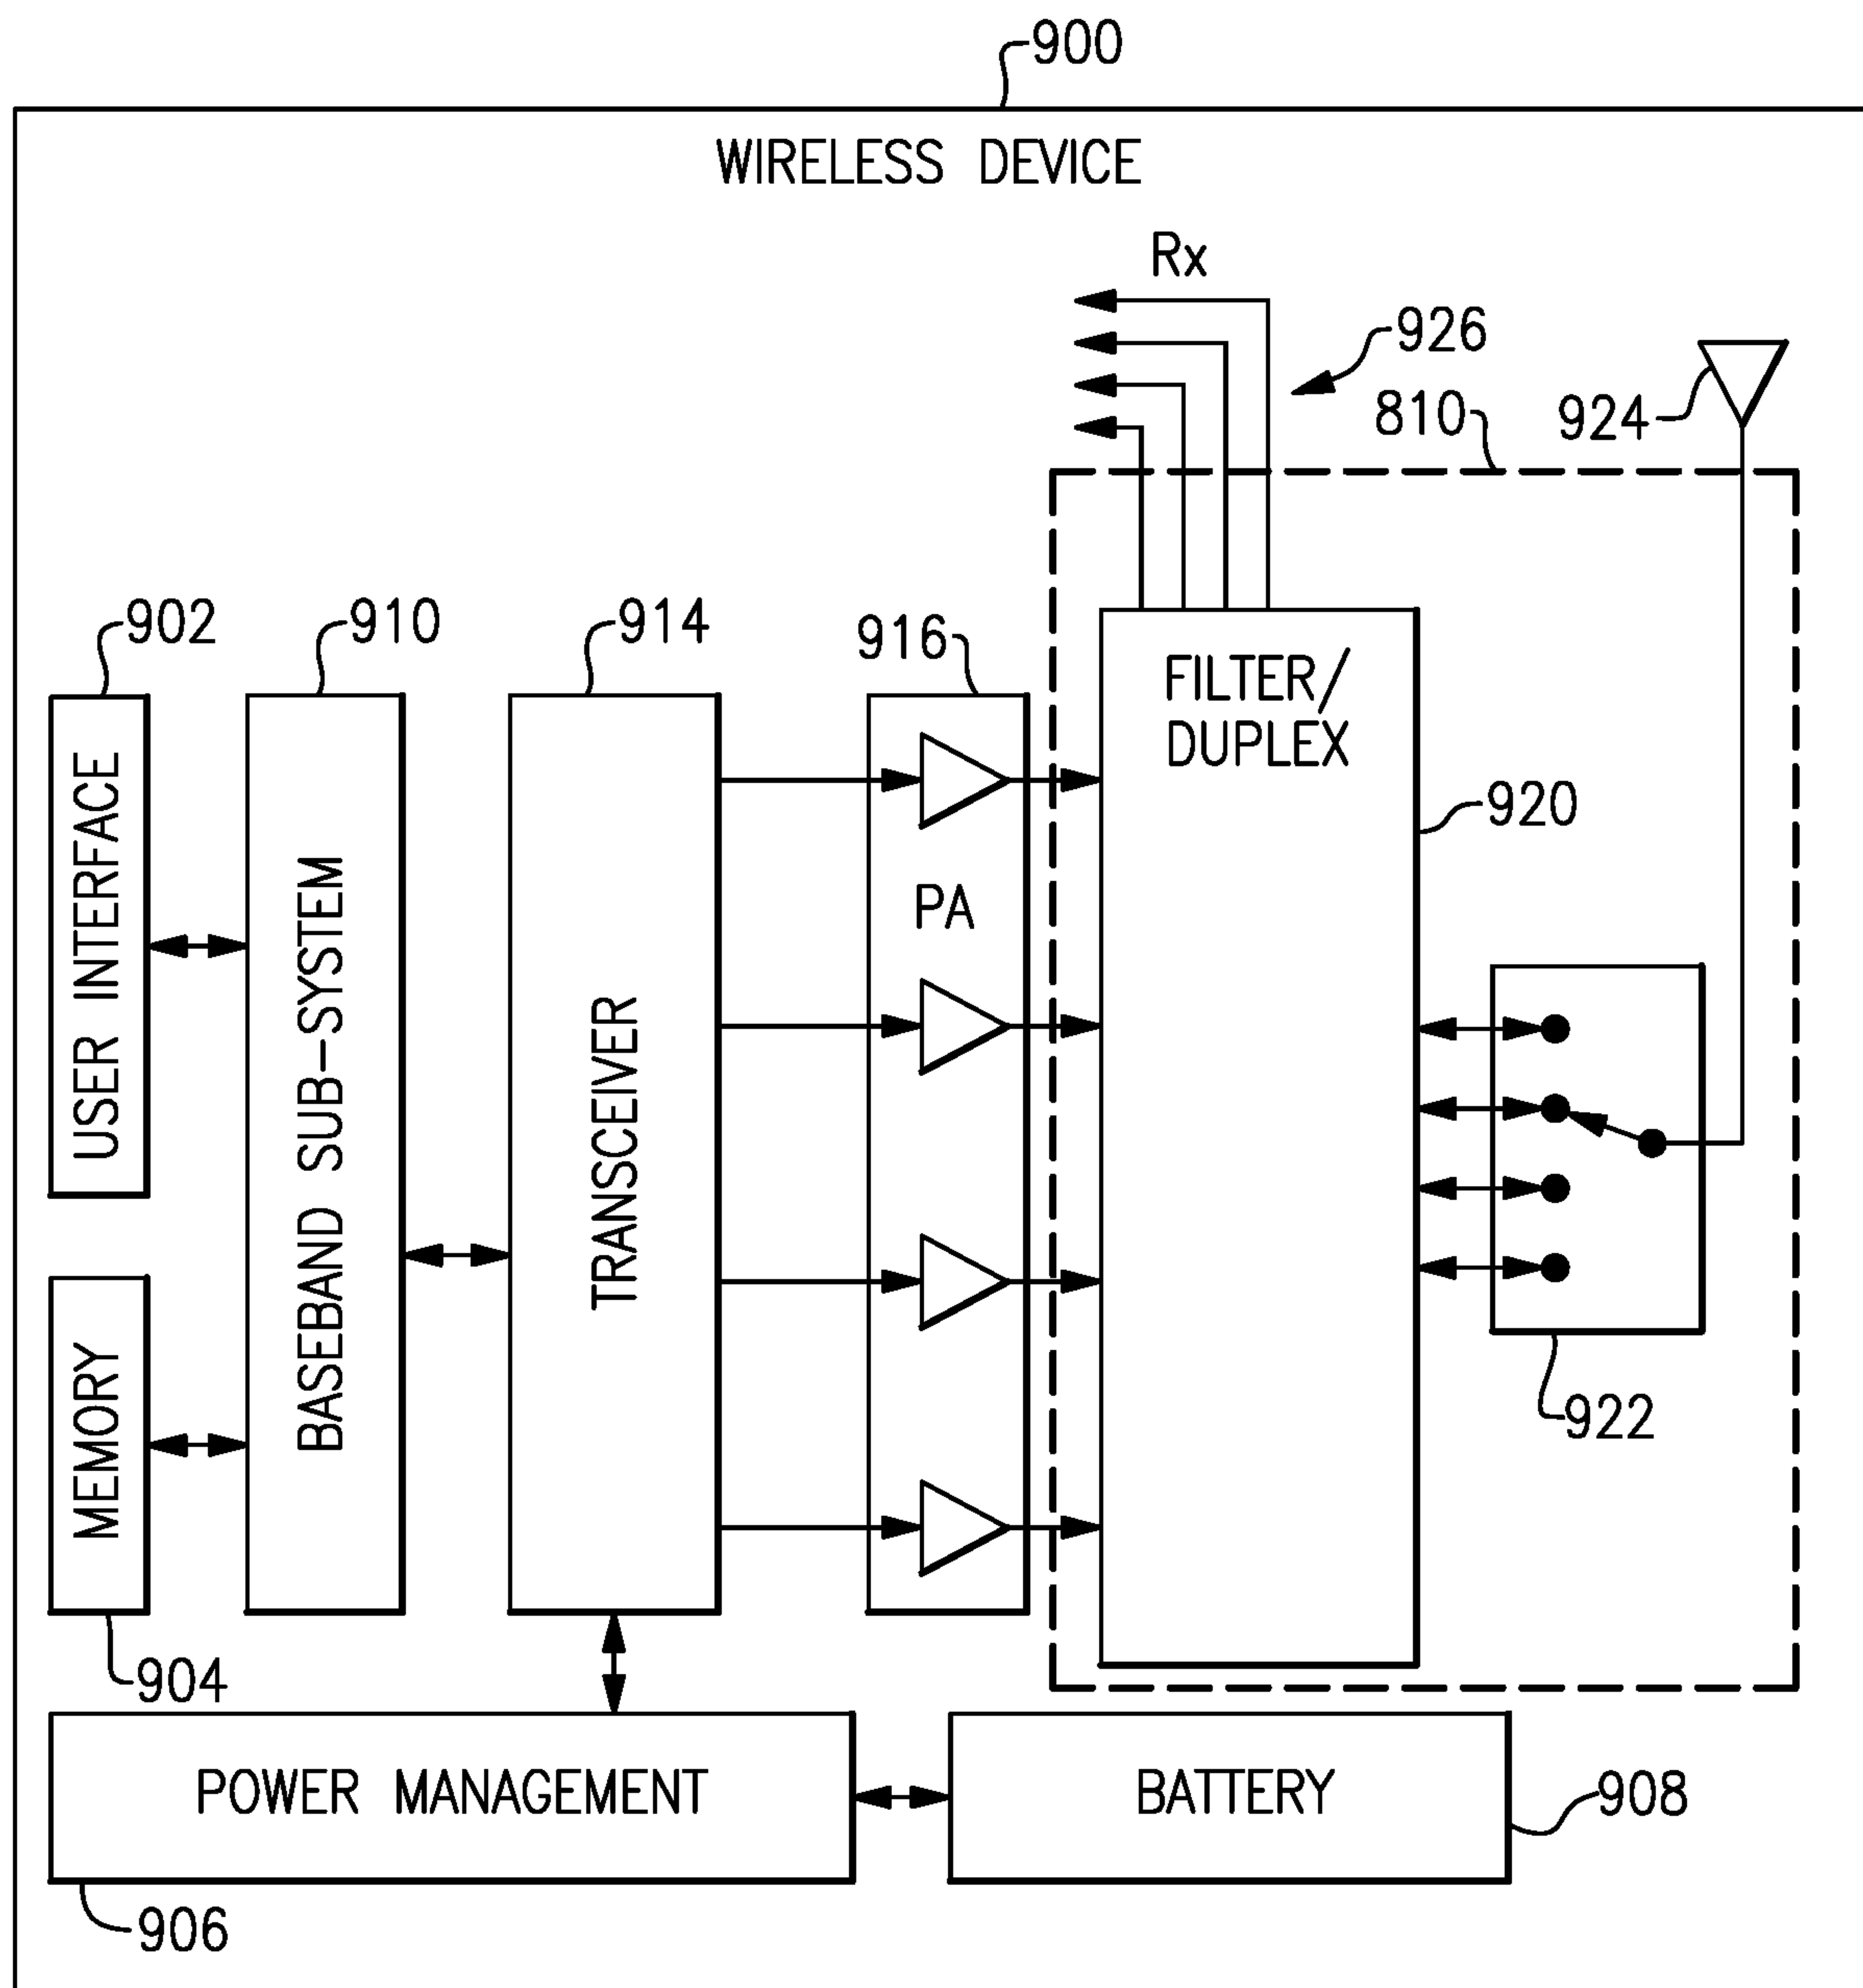 900
WIRELESS DEVICE
Rx
926
810
924
902
910
914
916
FILTER/
DUPLEX
920
USER INTERFACE
BASEBAND SUB-SYSTEM
TRANSCEIVER
PA
MEMORY
922
904
POWER MANAGEMENT
BATTERY
908
906